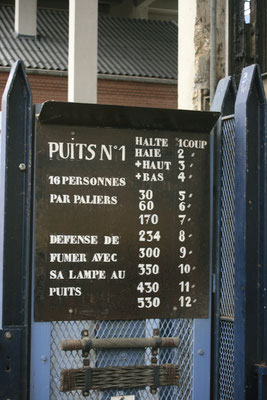 PUITS N°1
16 PERSONNES
PAR PALIERS
DEFENSE DE
FUMER AVEC
SA LAMPE AU
PUITS
HALTE 1 COUP
HAIE 2 "
+HAUT 3 "
+BAS 4 "
30 5 "
60 6 "
170 7 "
234 8 "
300 9 "
350 10 "
430 11 "
530 12 "